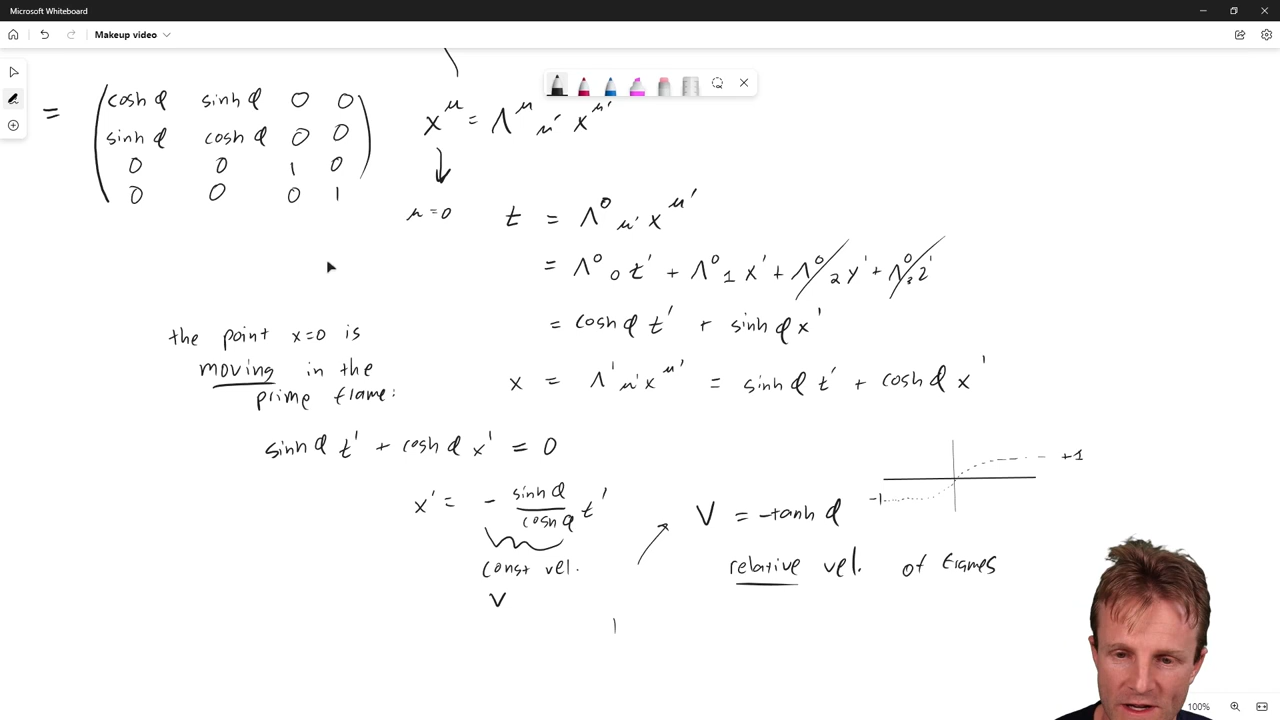 Microsoft Whiteboard
Makeup video
= ( cosh ɑ sinh ɑ 0 0
sinh ɑ cosh ɑ 0 0
0 0 1 0
0 0 0 1 )
x^μ = Λ^μ_μ' x^μ'
↓
μ=0 t = Λ^0_μ' x^μ'
= Λ^0_0 t' + Λ^0_1 x' + Λ^0_2 y' + Λ^0_3 z'
= cosh ɑ t' + sinh ɑ x'
the point x=0 is
moving in the
prime frame:
x = Λ^1_μ' x^μ' = sinh ɑ t' + cosh ɑ x'
sinh ɑ t' + cosh ɑ x' = 0
x' = - sinh ɑ / cosh ɑ t'
const vel.
V
V = -tanh ɑ
relative vel. of frames
+1
-1
100%